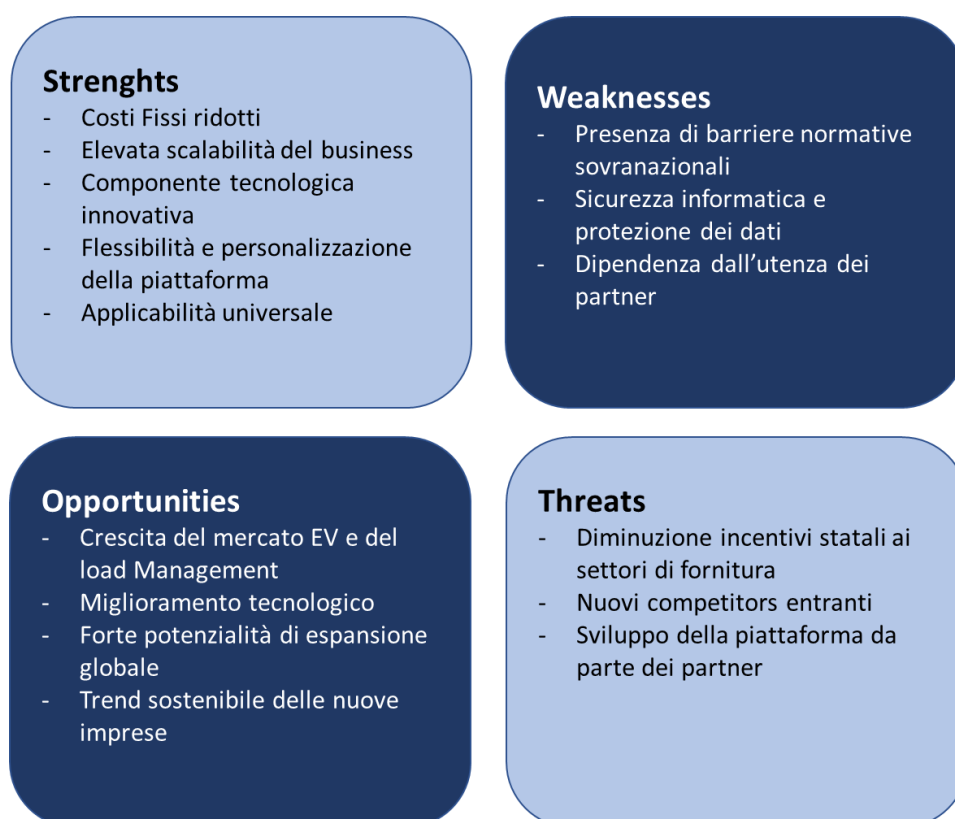 Strenghts
- Costi Fissi ridotti
- Elevata scalabilità del business
- Componente tecnologica
innovativa
- Flessibilità e personalizzazione
della piattaforma
- Applicabilità universale
Weaknesses
- Presenza di barriere normative
sovranazionali
- Sicurezza informatica e
protezione dei dati
- Dipendenza dall’utenza dei
partner
Opportunities
- Crescita del mercato EV e del
load Management
- Miglioramento tecnologico
- Forte potenzialità di espansione
globale
- Trend sostenibile delle nuove
imprese
Threats
- Diminuzione incentivi statali ai
settori di fornitura
- Nuovi competitors entranti
- Sviluppo della piattaforma da
parte dei partner